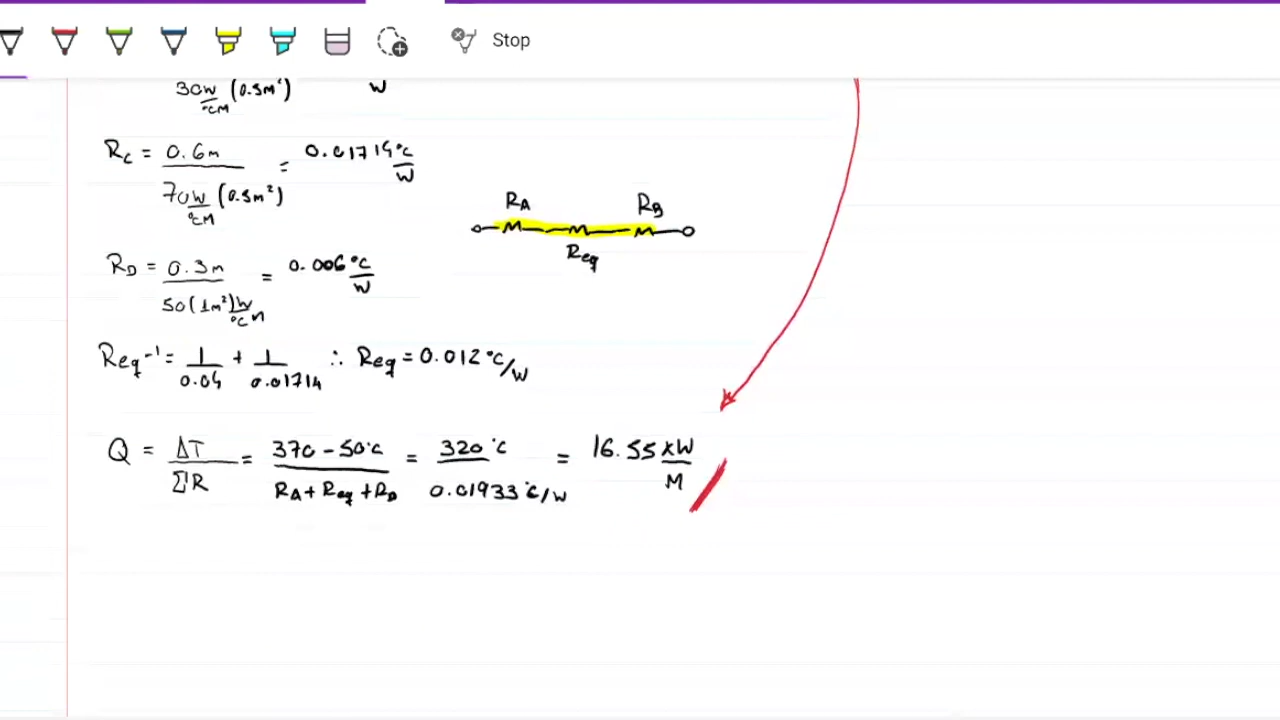 Stop
30W/°CM (0.5m²) W
Rc = 0.6m / 70W/°CM (0.5m²) = 0.01714 °C/W
RA RB
Req
RD = 0.3m / 50(1m²)W/°Cm = 0.006 °C/W
Req⁻¹ = 1/0.04 + 1/0.01714 ∴ Req = 0.012 °C/W
Q = ΔT/ΣR = 370 - 50°C / RA + Req + RD = 320 °C / 0.01933 °C/W = 16.55 KW/M